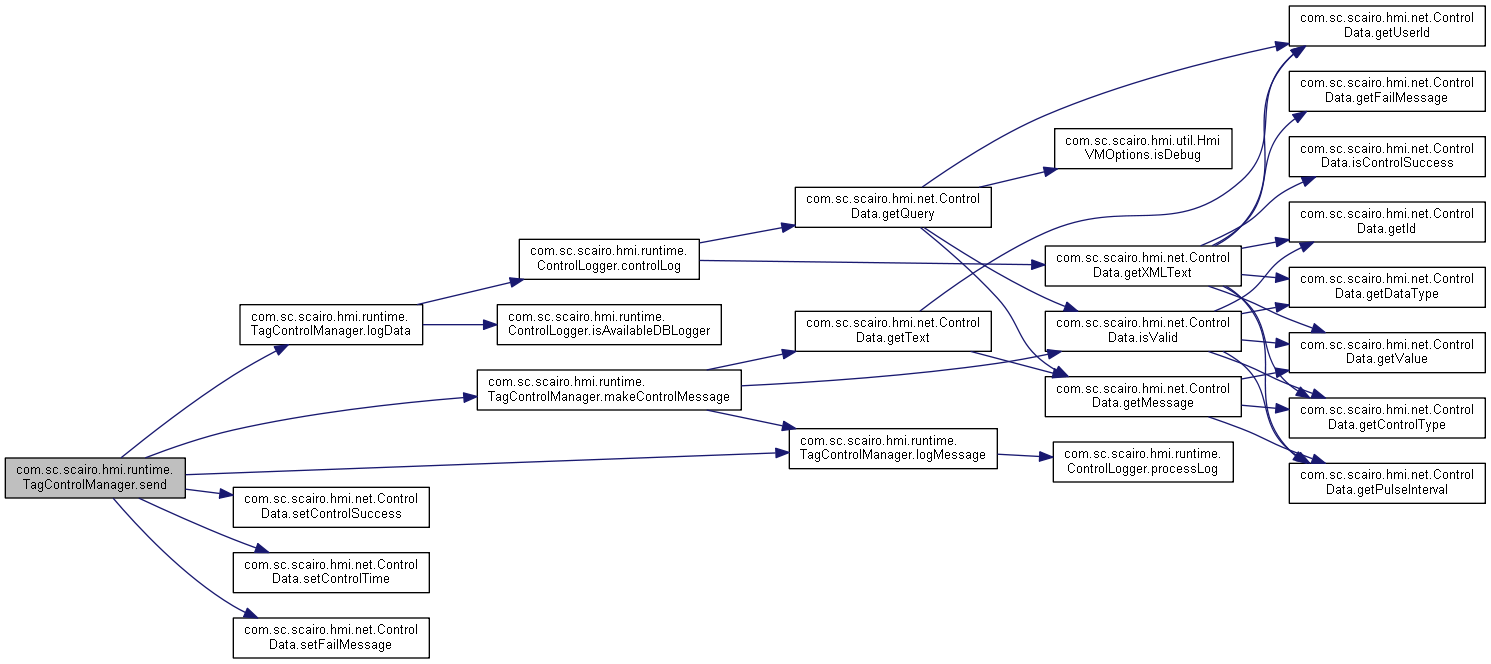 com.sc.scairo.hmi.runtime.
TagControlManager.send
com.sc.scairo.hmi.runtime.
TagControlManager.logData
com.sc.scairo.hmi.net.Control
Data.setControlSuccess
com.sc.scairo.hmi.net.Control
Data.setControlTime
com.sc.scairo.hmi.net.Control
Data.setFailMessage
com.sc.scairo.hmi.runtime.
ControlLogger.controlLog
com.sc.scairo.hmi.runtime.
ControlLogger.isAvailableDBLogger
com.sc.scairo.hmi.runtime.
TagControlManager.makeControlMessage
com.sc.scairo.hmi.net.Control
Data.getQuery
com.sc.scairo.hmi.net.Control
Data.getText
com.sc.scairo.hmi.runtime.
TagControlManager.logMessage
com.sc.scairo.hmi.util.Hmi
VMOptions.isDebug
com.sc.scairo.hmi.net.Control
Data.getXMLText
com.sc.scairo.hmi.net.Control
Data.isValid
com.sc.scairo.hmi.net.Control
Data.getMessage
com.sc.scairo.hmi.runtime.
ControlLogger.processLog
com.sc.scairo.hmi.net.Control
Data.getUserId
com.sc.scairo.hmi.net.Control
Data.getFailMessage
com.sc.scairo.hmi.net.Control
Data.isControlSuccess
com.sc.scairo.hmi.net.Control
Data.getId
com.sc.scairo.hmi.net.Control
Data.getDataType
com.sc.scairo.hmi.net.Control
Data.getValue
com.sc.scairo.hmi.net.Control
Data.getControlType
com.sc.scairo.hmi.net.Control
Data.getPulseInterval